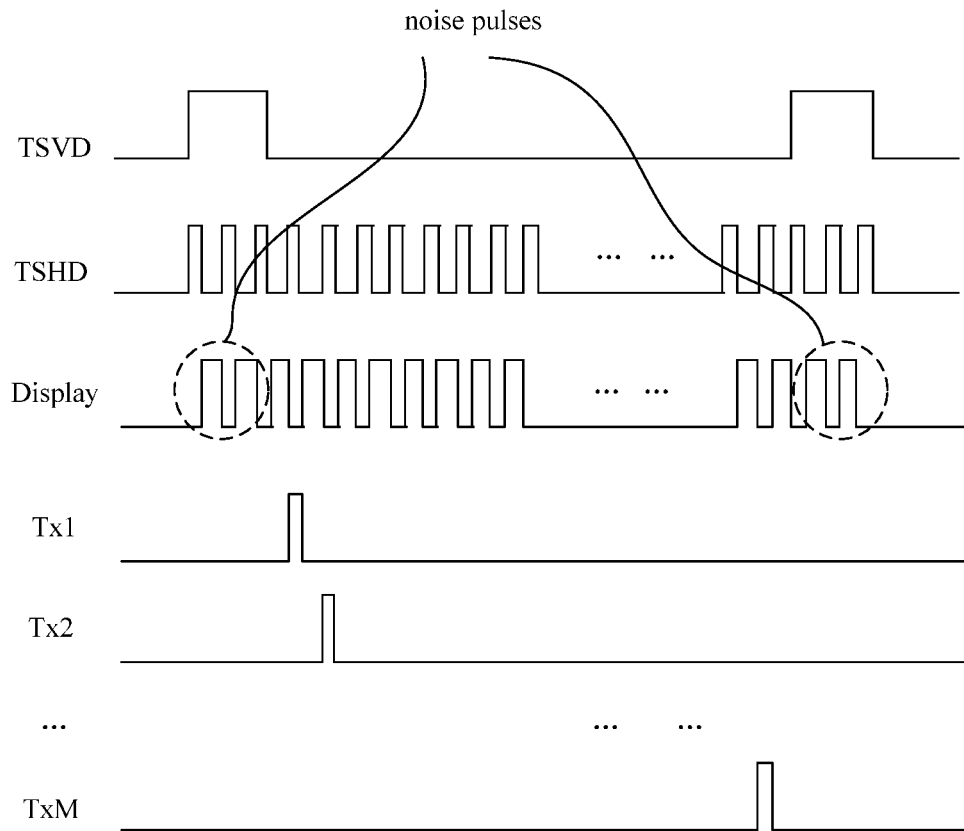 noise pulses
TSVD
TSHD
... ...
Display
... ...
Tx1
Tx2
... ... ...
TxM